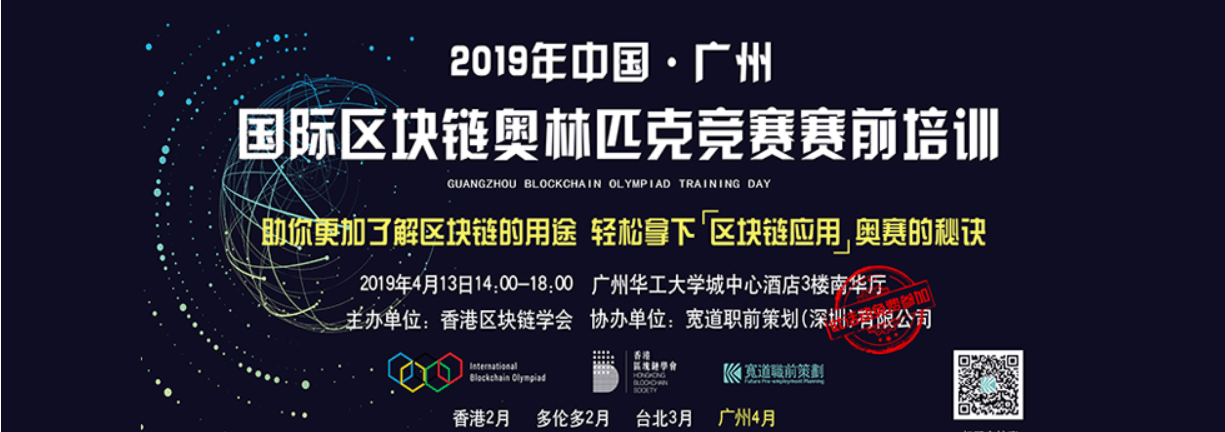 2019年中国·广州
国际区块链奥林匹克竞赛赛前培训
GUANGZHOU BLOCKCHAIN OLYMPIAD TRAINING DAY
助你更加了解区块链的用途 轻松拿下「区块链应用」奥赛的秘诀
2019年4月13日14:00-18:00 广州华工大学城中心酒店3楼南华厅
主办单位：香港区块链学会 协办单位：宽道职前策划(深圳)有限公司
International
Blockchain Olympiad
香港
區塊鏈學會
HONGKONG
BLOCKCHAIN
SOCIETY
寬道職前策劃
Future Pre-employment Planning
香港2月 多伦多2月 台北3月 广州4月